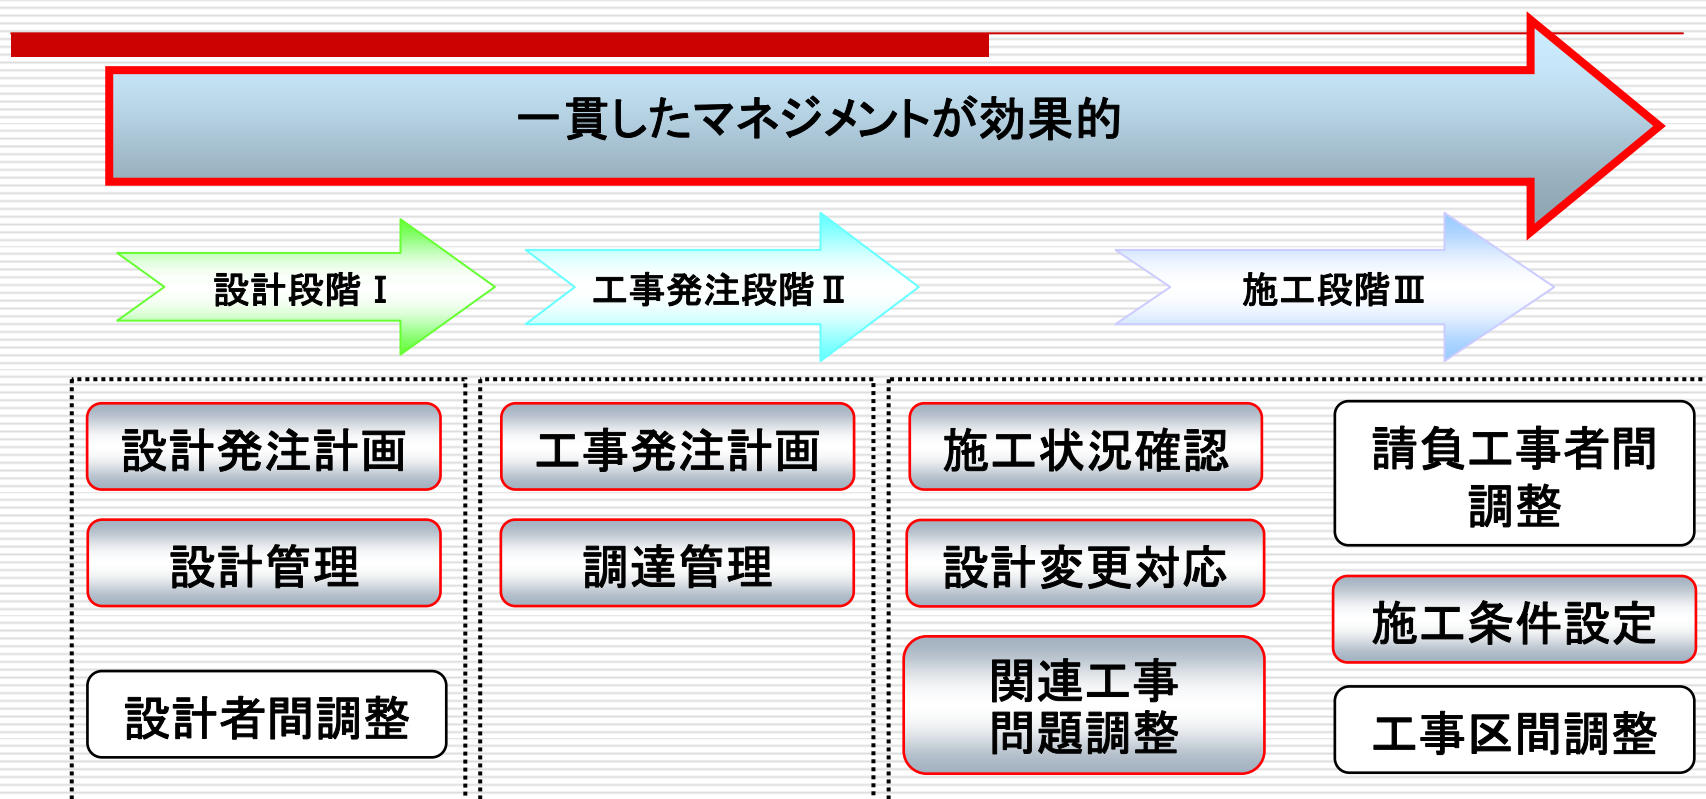 一貫したマネジメントが効果的
設計段階Ⅰ
工事発注段階Ⅱ
施工段階Ⅲ
設計発注計画
設計管理
設計者間調整
工事発注計画
調達管理
施工状況確認
設計変更対応
関連工事
問題調整
請負工事者間
調整
施工条件設定
工事区間調整